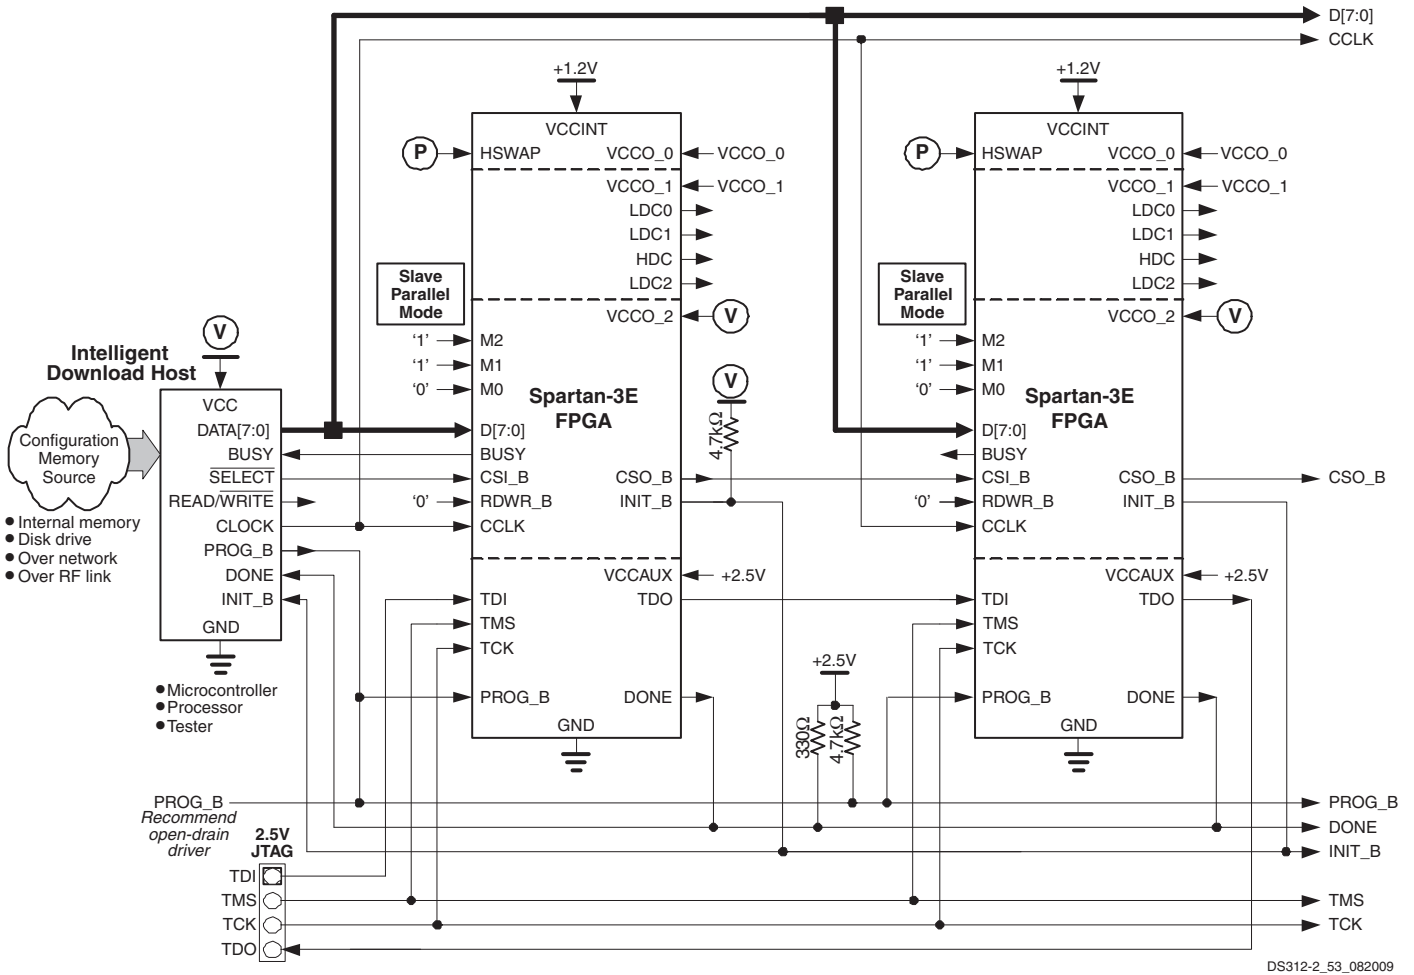 D[7:0]
CCLK
+1.2V
+1.2V
VCCINT
VCCINT
P
HSWAP
VCCO_0
VCCO_0
P
HSWAP
VCCO_0
VCCO_0
VCCO_1
VCCO_1
VCCO_1
VCCO_1
LDC0
LDC0
LDC1
LDC1
HDC
HDC
LDC2
LDC2
Slave
Parallel
Mode
Slave
Parallel
Mode
VCCO_2
V
VCCO_2
V
‘1’
M2
‘1’
M2
‘1’
M1
‘1’
M1
‘0’
M0
‘0’
M0
Spartan-3E
FPGA
Spartan-3E
FPGA
V
4.7kΩ
V
Intelligent
Download Host
VCC
DATA[7:0]
BUSY
SELECT
READ/WRITE
CLOCK
PROG_B
DONE
INIT_B
GND
Configuration
Memory
Source
● Internal memory
● Disk drive
● Over network
● Over RF link
● Microcontroller
● Processor
● Tester
D[7:0]
BUSY
CSI_B
CSO_B
‘0’
RDWR_B
INIT_B
CCLK
D[7:0]
BUSY
CSI_B
CSO_B
CSO_B
‘0’
RDWR_B
INIT_B
CCLK
VCCAUX
+2.5V
TDI
TDO
TMS
TCK
PROG_B
DONE
GND
VCCAUX
+2.5V
TDI
TDO
TMS
TCK
PROG_B
DONE
GND
+2.5V
330Ω
4.7kΩ
PROG_B
Recommend
open-drain
driver
PROG_B
DONE
INIT_B
2.5V
JTAG
TDI
TMS
TMS
TCK
TCK
TDO
DS312-2_53_082009